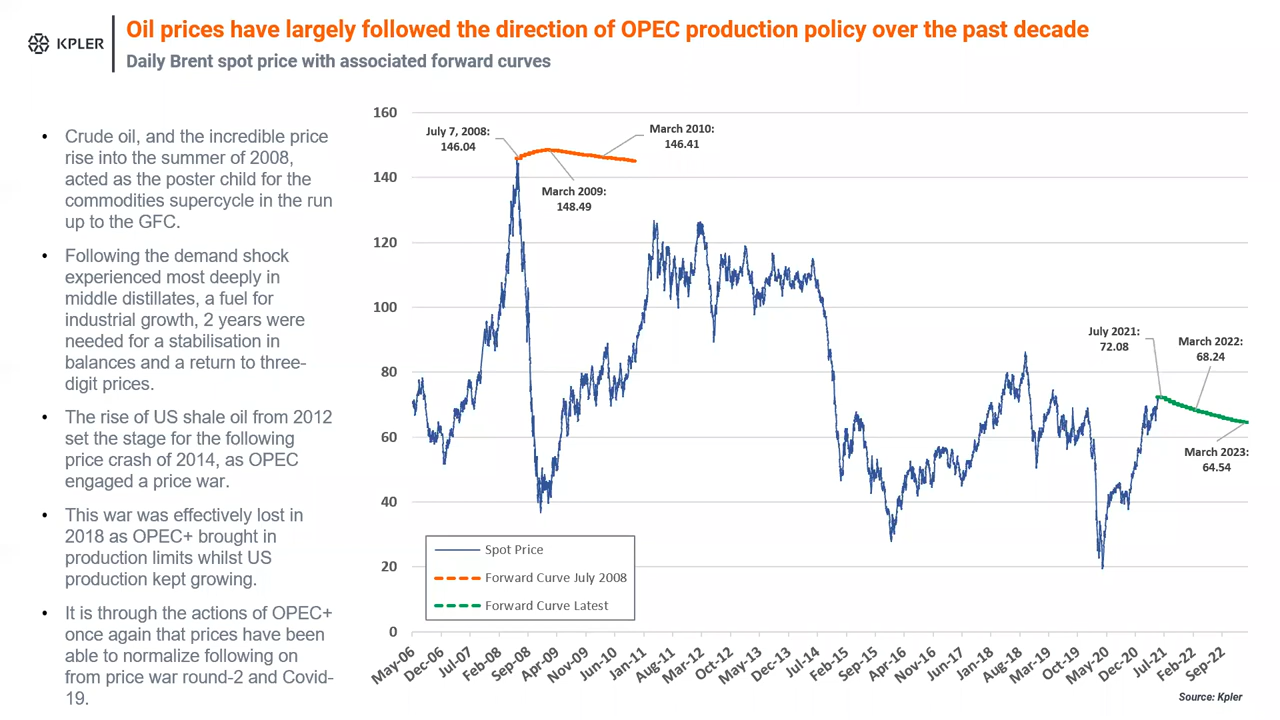 KPLER
Oil prices have largely followed the direction of OPEC production policy over the past decade
Daily Brent spot price with associated forward curves
• Crude oil, and the incredible price
rise into the summer of 2008,
acted as the poster child for the
commodities supercycle in the run
up to the GFC.
• Following the demand shock
experienced most deeply in
middle distillates, a fuel for
industrial growth, 2 years were
needed for a stabilisation in
balances and a return to three-
digit prices.
• The rise of US shale oil from 2012
set the stage for the following
price crash of 2014, as OPEC
engaged a price war.
• This war was effectively lost in
2018 as OPEC+ brought in
production limits whilst US
production kept growing.
• It is through the actions of OPEC+
once again that prices have been
able to normalize following on
from price war round-2 and Covid-
19.
160
140
120
100
80
60
40
20
0
July 7, 2008:
146.04
March 2010:
146.41
March 2009:
148.49
July 2021:
72.08
March 2022:
68.24
March 2023:
64.54
Spot Price
Forward Curve July 2008
Forward Curve Latest
May-06
Dec-06
Jul-07
Feb-08
Sep-08
Apr-09
Nov-09
Jun-10
Jan-11
Aug-11
Mar-12
Oct-12
May-13
Dec-13
Jul-14
Feb-15
Sep-15
Apr-16
Nov-16
Jun-17
Jan-18
Aug-18
Mar-19
Oct-19
May-20
Dec-20
Jul-21
Feb-22
Sep-22
Source: Kpler